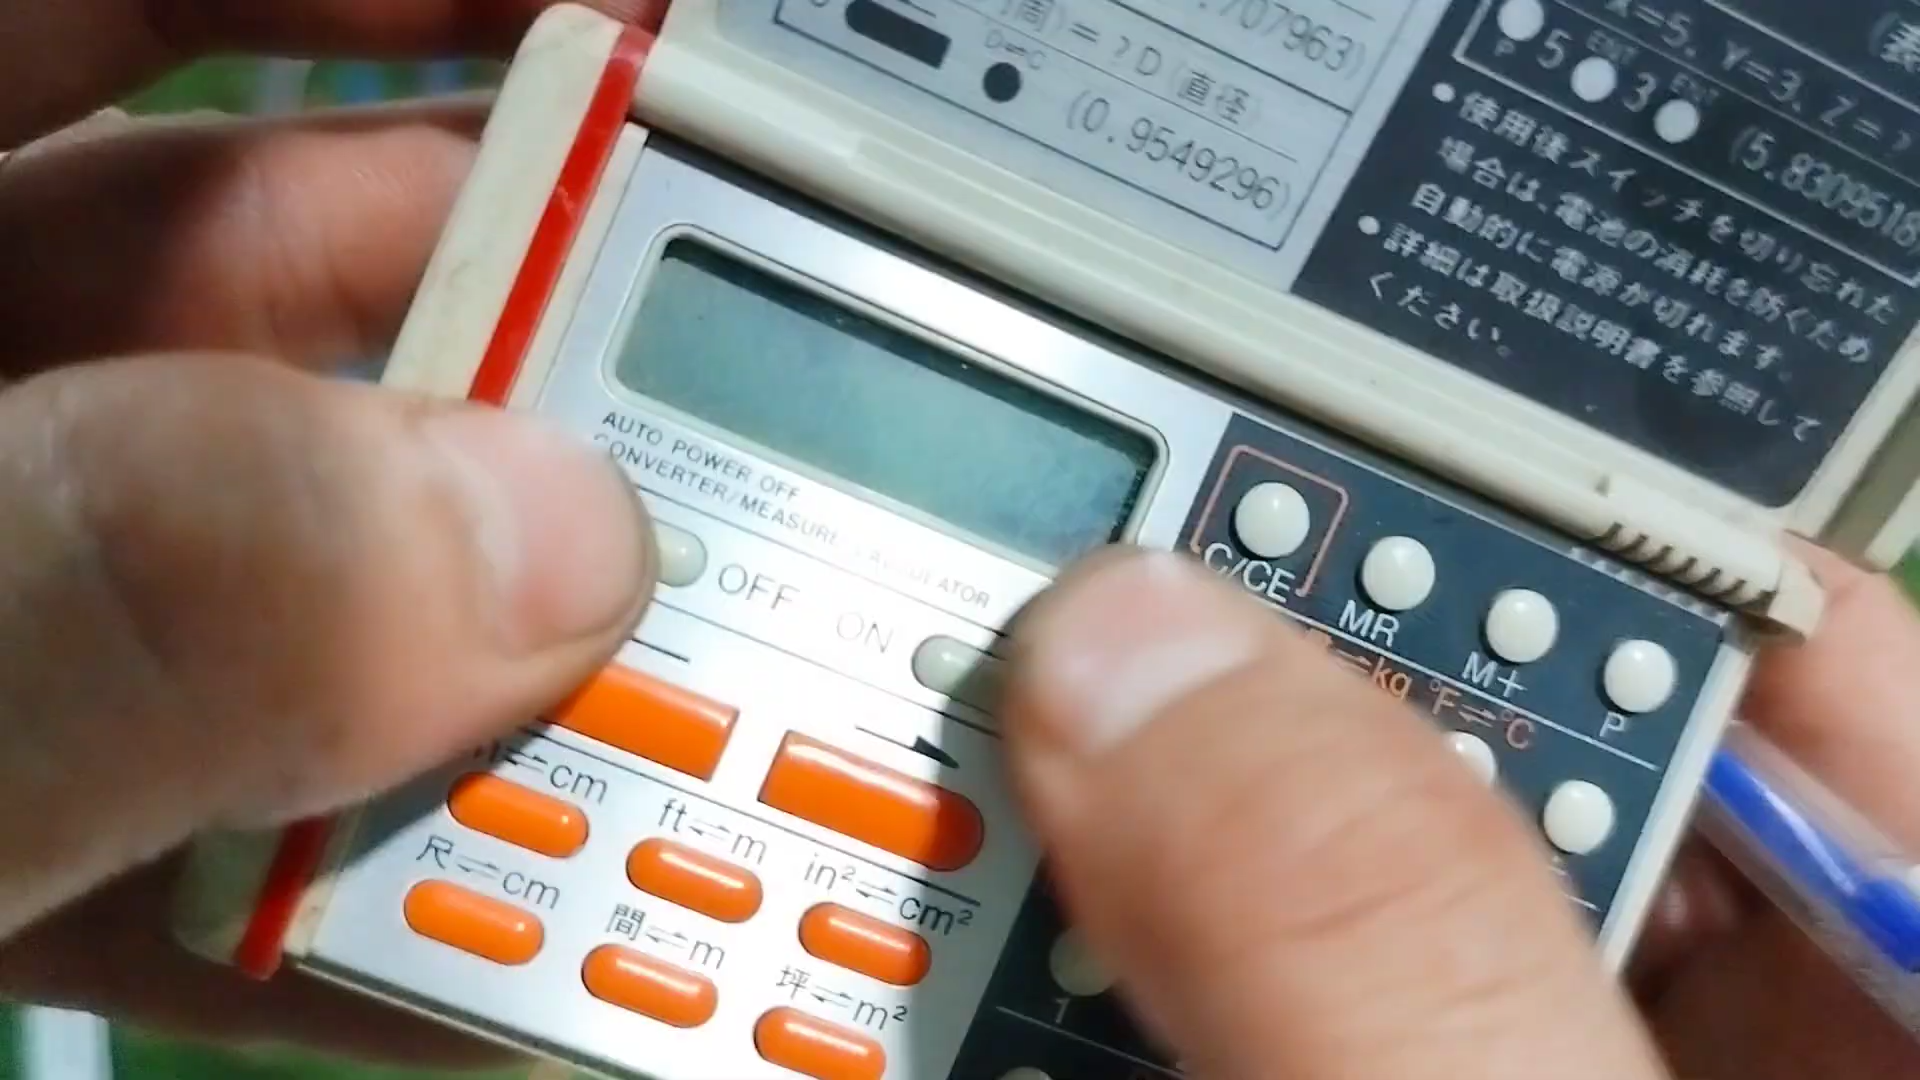 .707963)
(周)=?D(直径)
D⇌C
(0.9549296)
X=5、Y=3、Z=?
P 5 ENT 3 ENT (5.8309518)
● 使用後スイッチを切り忘れた
場合は、電池の消耗を防ぐため
自動的に電源が切れます。
● 詳細は取扱説明書を参照して
ください。
AUTO POWER OFF
CONVERTER/MEASURE
OFF ON
C/CE
MR
M+
P
⇌kg
°F⇌°C
⇌cm
ft⇌m
in²⇌cm²
尺⇌cm
間⇌m
坪⇌m²
1